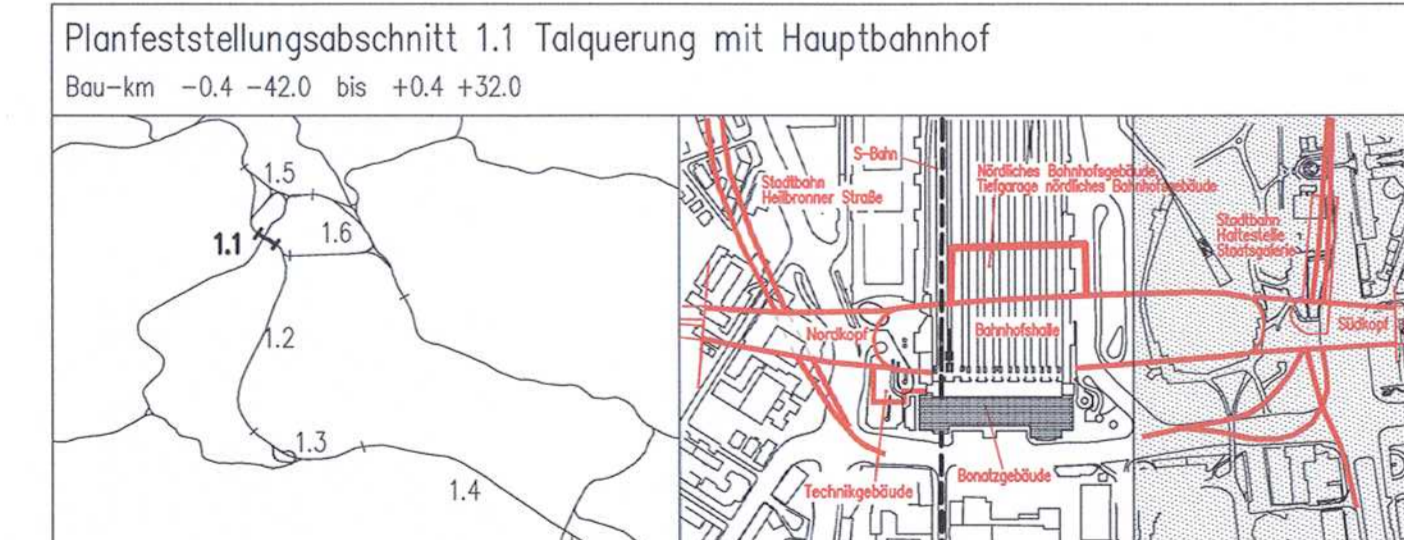 Planfeststellungsabschnitt 1.1 Talquerung mit Hauptbahnhof
Bau-km -0.4 -42.0 bis +0.4 +32.0
1.5
1.1
1.6
1.2
1.3
1.4
S-Bahn
Stadtbahn
Heilbronner Straße
Nördliches Bahnhofsgebäude
Tiefgarage nördliches Bahnhofsgebäude
Stadtbahn
Haltestelle
Staatsgalerie
Nordkopf
Bahnhofshalle
Südkopf
Technikgebäude
Bonatzgebäude